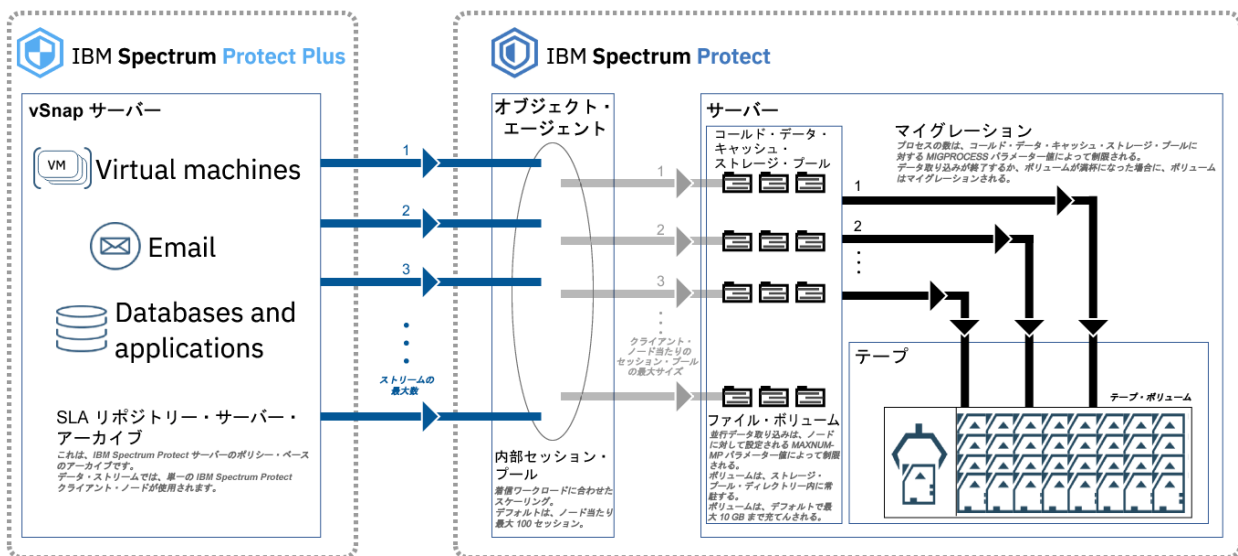 IBM Spectrum Protect Plus
vSnap サーバー
VM
Virtual machines
Email
Databases and
applications
SLA リポジトリー・サーバー・
アーカイブ
これは、IBM Spectrum Protect サーバーのポリシー・ベース
のアーカイブです。
データ・ストリームでは、単一の IBM Spectrum Protect
クライアント・ノードが使用されます。
1
2
3
ストリームの
最大数
IBM Spectrum Protect
オブジェクト・
エージェント
内部セッション・
プール
着信ワークロードに合わせた
スケーリング。
デフォルトは、ノード当たり
最大 100 セッション。
1
2
3
クライアント・
ノード当たりの
セッション・プール
の最大サイズ
サーバー
コールド・データ・
キャッシュ・
ストレージ・プール
ファイル・ボリューム
並行データ取り込みは、ノード
に対して設定される MAXNUM-
MP パラメーター値によって制限
される。
ボリュームは、ストレージ・
プール・ディレクトリー内に常
駐する。
ボリュームは、デフォルトで最
大 10 GB まで充てんされる。
マイグレーション
プロセスの数は、コールド・データ・キャッシュ・ストレージ・プールに
対する MIGPROCESS パラメーター値によって制限される。
データ取り込みが終了するか、ボリュームが満杯になった場合に、ボリューム
はマイグレーションされる。
1
2
テープ
テープ・ボリューム